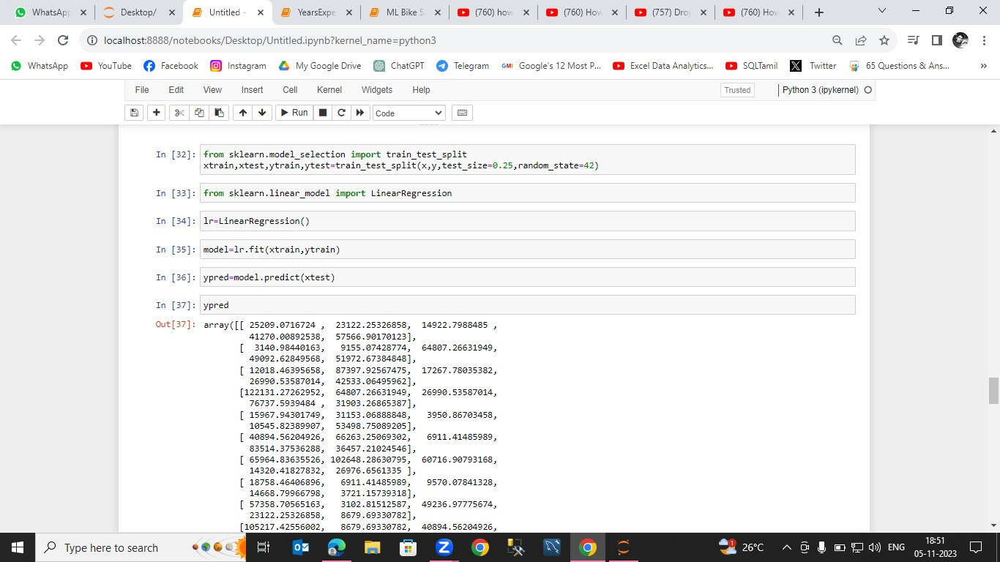 WhatsApp
Desktop/
Untitled -
YearsExpe
ML Bike S
(760) how
(760) How
(757) Drop
(760) How
localhost:8888/notebooks/Desktop/Untitled.ipynb?kernel_name=python3
WhatsApp YouTube Facebook Instagram My Google Drive ChatGPT Telegram GMI Google's 12 Most P... Excel Data Analytics... SQLTamil Twitter 65 Questions & Ans... »
File Edit View Insert Cell Kernel Widgets Help Trusted Python 3 (ipykernel)
Run Code
In [32]: from sklearn.model_selection import train_test_split
xtrain,xtest,ytrain,ytest=train_test_split(x,y,test_size=0.25,random_state=42)
In [33]: from sklearn.linear_model import LinearRegression
In [34]: lr=LinearRegression()
In [35]: model=lr.fit(xtrain,ytrain)
In [36]: ypred=model.predict(xtest)
In [37]: ypred
Out[37]: array([[ 25209.0716724 , 23122.25326858, 14922.7988485 ,
41270.00892538, 57566.90170123],
[ 3140.98440163, 9155.07428774, 64807.26631949,
49092.62849568, 51972.67384848],
[ 12018.46395658, 87397.92567475, 17267.78035382,
26990.53587014, 42533.06495962],
[122131.27262952, 64807.26631949, 26990.53587014,
76737.5939484 , 31903.26865387],
[ 15967.94301749, 31153.06888848, 3950.86703458,
10545.82389907, 53498.75089205],
[ 40894.56204926, 66263.25069302, 6911.41485989,
83514.37536288, 36457.21024546],
[ 65964.83635526, 102648.28630795, 60716.90793168,
14320.41827832, 26976.6561335 ],
[ 18758.46406896, 6911.41485989, 9570.07841328,
14668.79966798, 3721.15739318],
[ 57358.70565163, 3102.81512587, 49236.97775674,
23122.25326858, 8679.69330782],
[105217.42556002, 8679.69330782, 40894.56204926,
Type here to search
1
26°C
ENG
18:51
05-11-2023